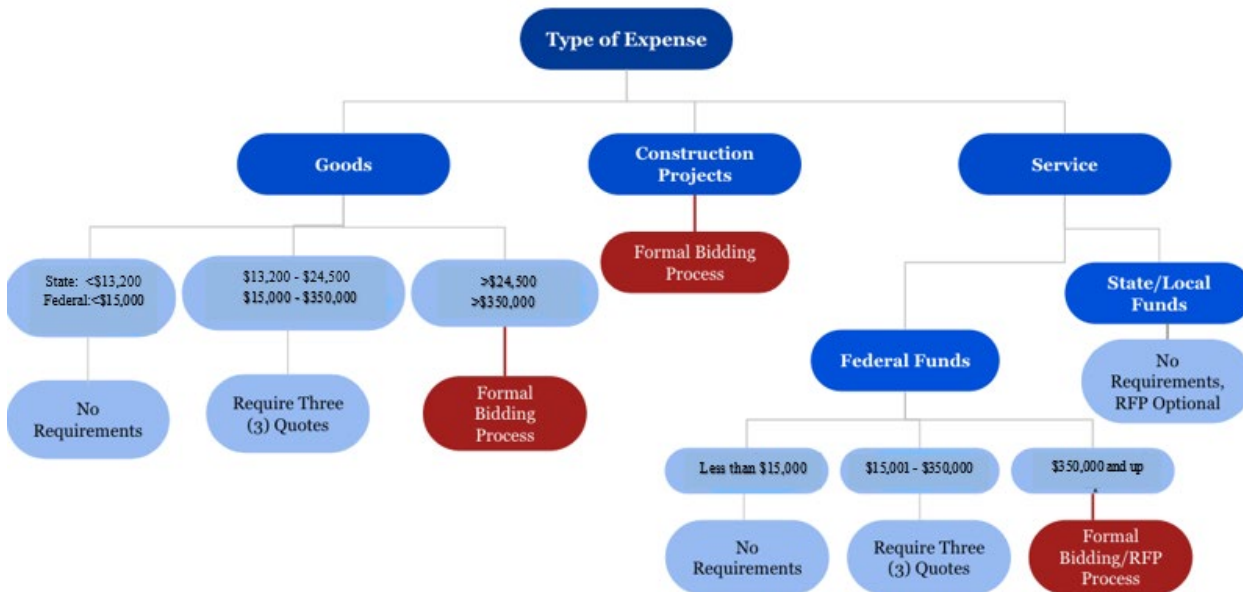 Type of Expense
Goods
Construction
Projects
Service
State: <$13,200
Federal:<$15,000
$13,200 - $24,500
$15,000 - $350,000
>$24,500
>$350,000
Formal Bidding
Process
State/Local
Funds
No
Requirements
Require Three
(3) Quotes
Formal
Bidding
Process
Federal Funds
No
Requirements,
RFP Optional
Less than $15,000
$15,001 - $350,000
$350,000 and up
No
Requirements
Require Three
(3) Quotes
Formal
Bidding/RFP
Process